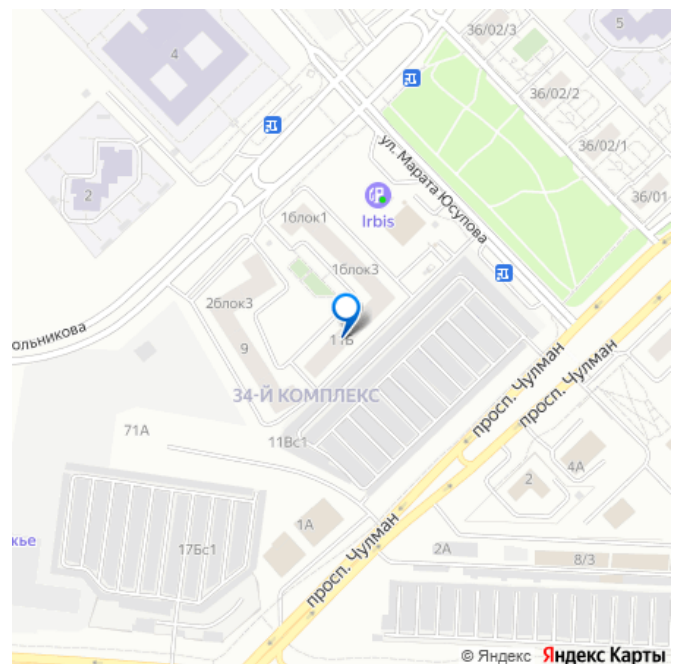 36/02/3
5
4
36/02/2
ул. Марата Юсупова
36/02/1
2
36/01
1блок1
Irbis
1блок3
2блок3
ольникова
9
11Б
просп. Чулман
просп. Чулман
34-Й КОМПЛЕКС
71А
11Вс1
4А
2
1А
кье
17Бс1
просп. Чулман
2А
8/3
© Яндекс Яндекс Карты